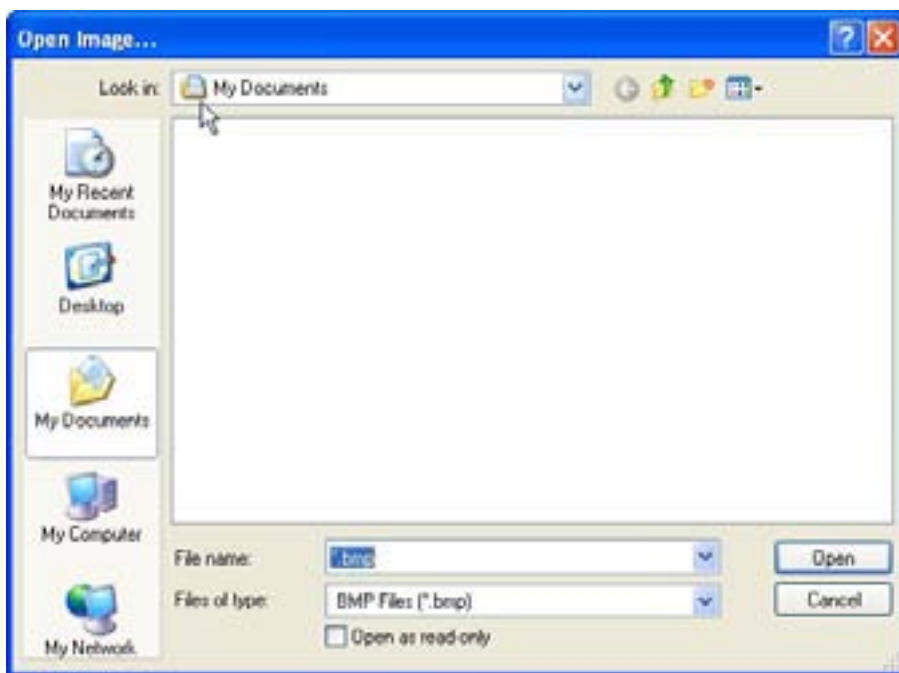 Open Image...
?
Look in:
My Documents
My Recent
Documents
Desktop
My Documents
My Computer
My Network
File name:
*.bmp
Open
Files of type:
BMP Files (*.bmp)
Cancel
Open as read-only